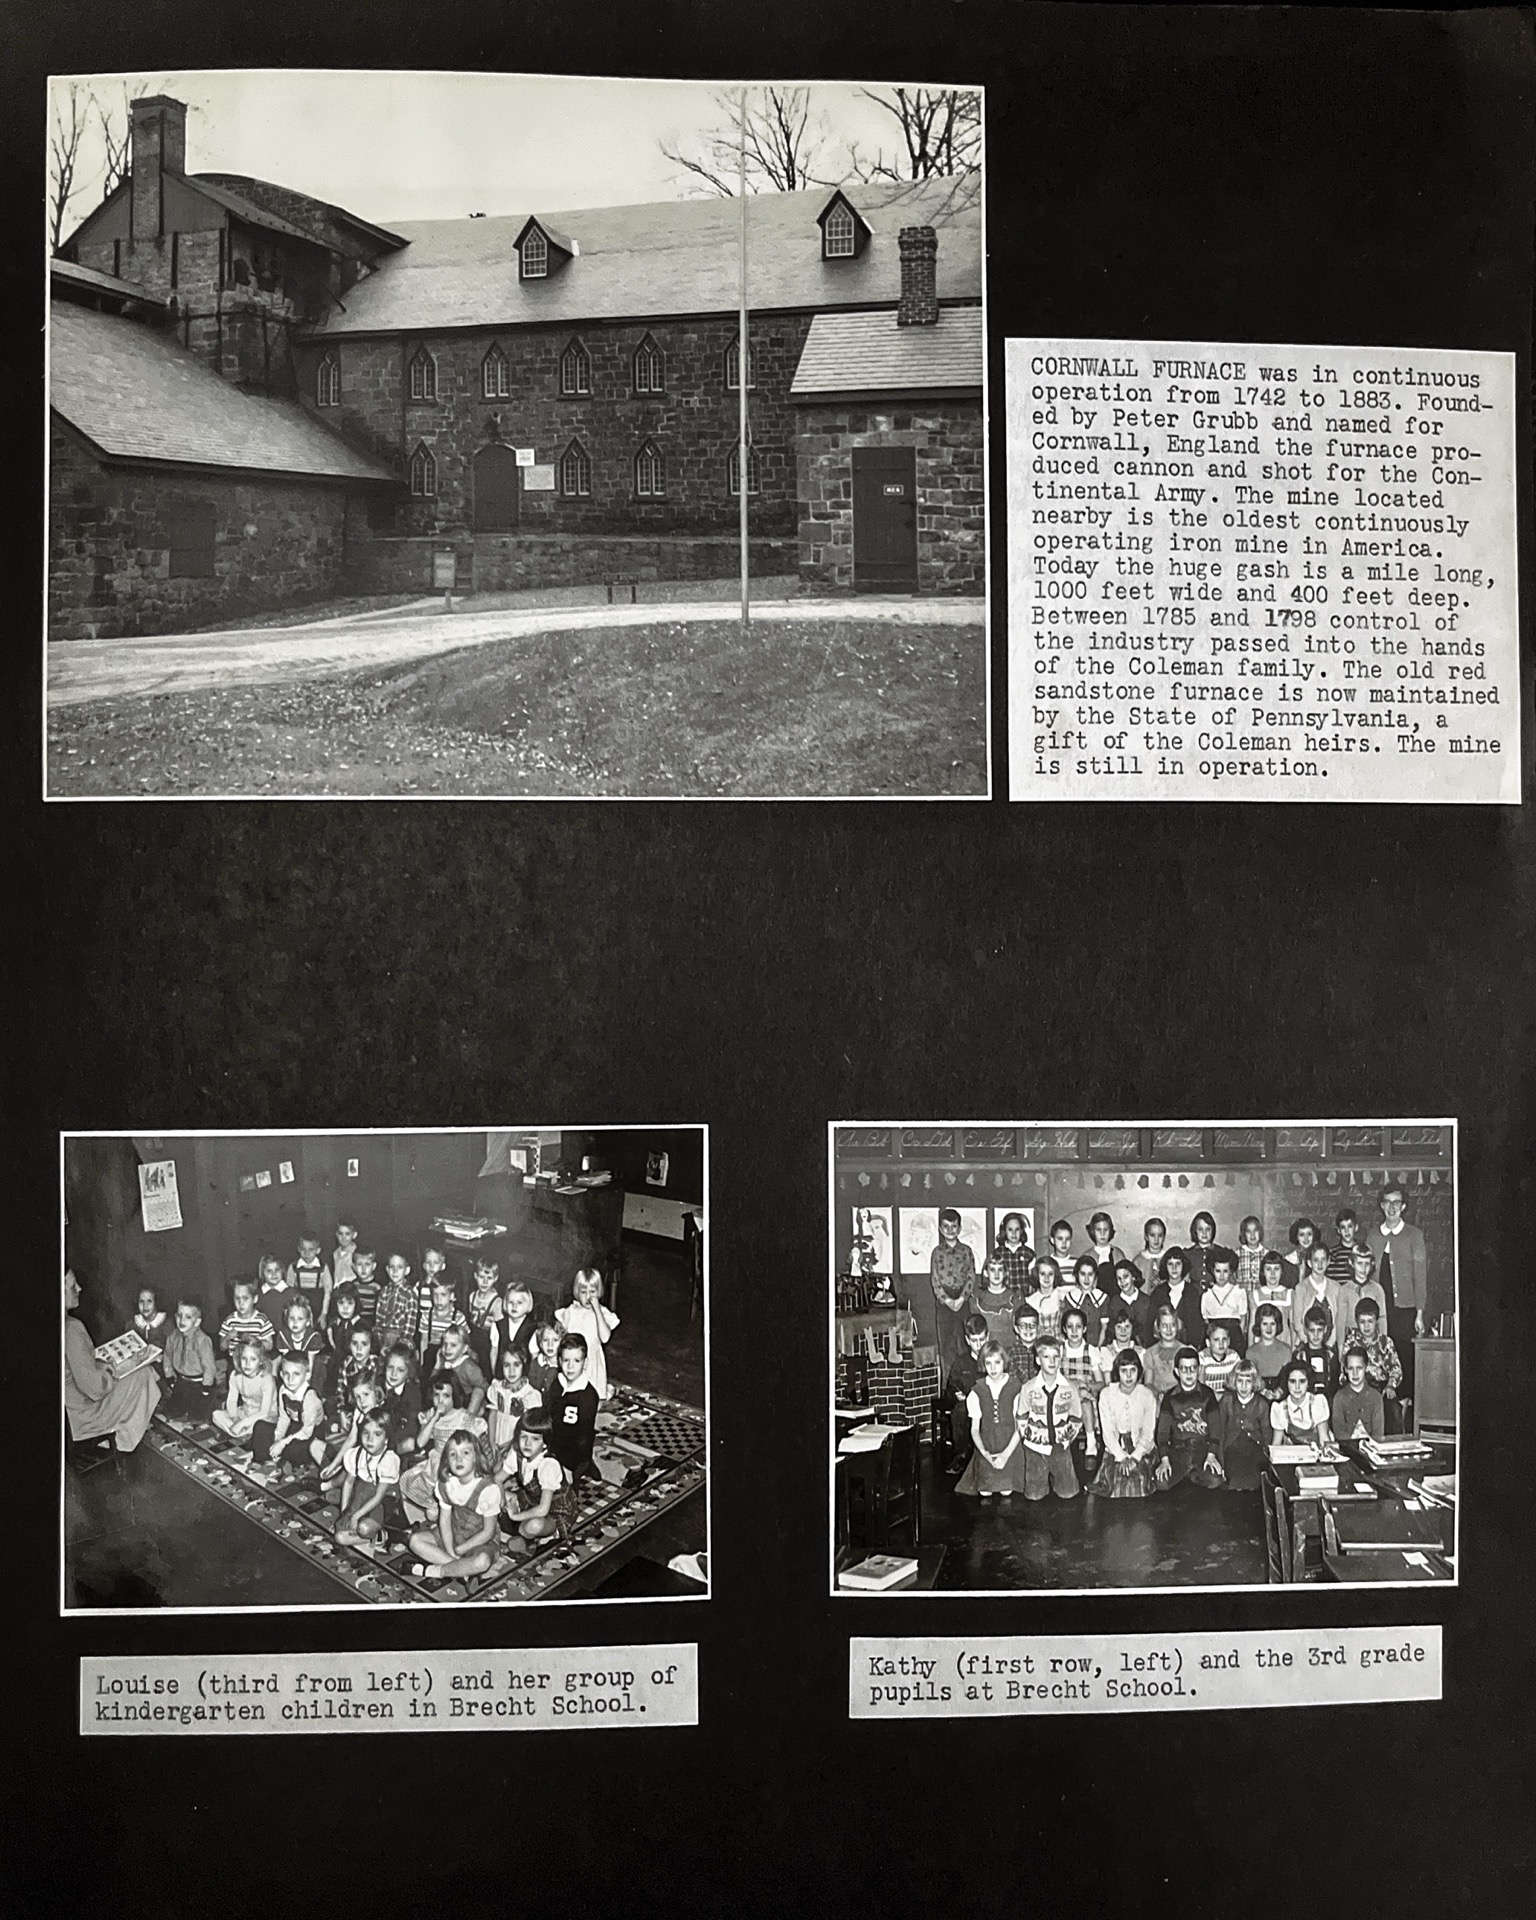 CORNWALL FURNACE was in continuous
operation from 1742 to 1883. Found-
ed by Peter Grubb and named for
Cornwall, England the furnace pro-
duced cannon and shot for the Con-
tinental Army. The mine located
nearby is the oldest continuously
operating iron mine in America.
Today the huge gash is a mile long,
1000 feet wide and 400 feet deep.
Between 1785 and 1798 control of
the industry passed into the hands
of the Coleman family. The old red
sandstone furnace is now maintained
by the State of Pennsylvania, a
gift of the Coleman heirs. The mine
is still in operation.
S
Louise (third from left) and her group of
kindergarten children in Brecht School.
Kathy (first row, left) and the 3rd grade
pupils at Brecht School.